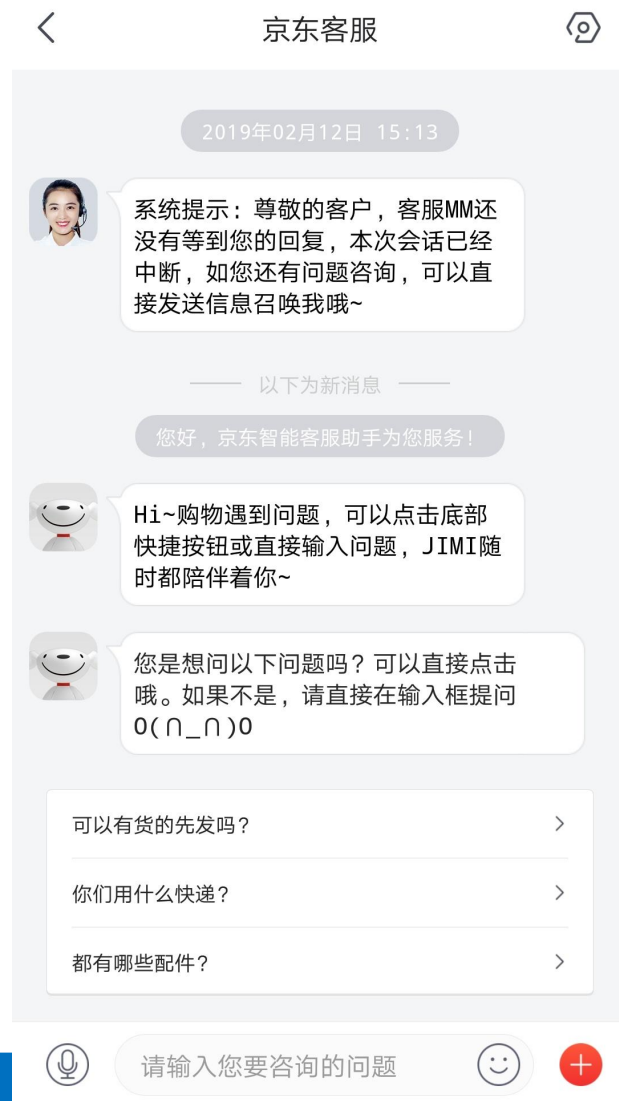 京东客服
2019年02月12日 15:13
系统提示: 尊敬的客户, 客服MM还
没有等到您的回复, 本次会话已经
中断, 如您还有问题咨询, 可以直
接发送信息召唤我哦~
以下为新消息
您好, 京东智能客服助手为您服务!
Hi~购物遇到问题, 可以点击底部
快捷按钮或直接输入问题, JIMI随
时都陪伴着你~
您是想问以下问题吗? 可以直接点击
哦。如果不是, 请直接在输入框提问
O(∩_∩)O
可以有货的先发吗?
你们用什么快递?
都有哪些配件?
请输入您要咨询的问题